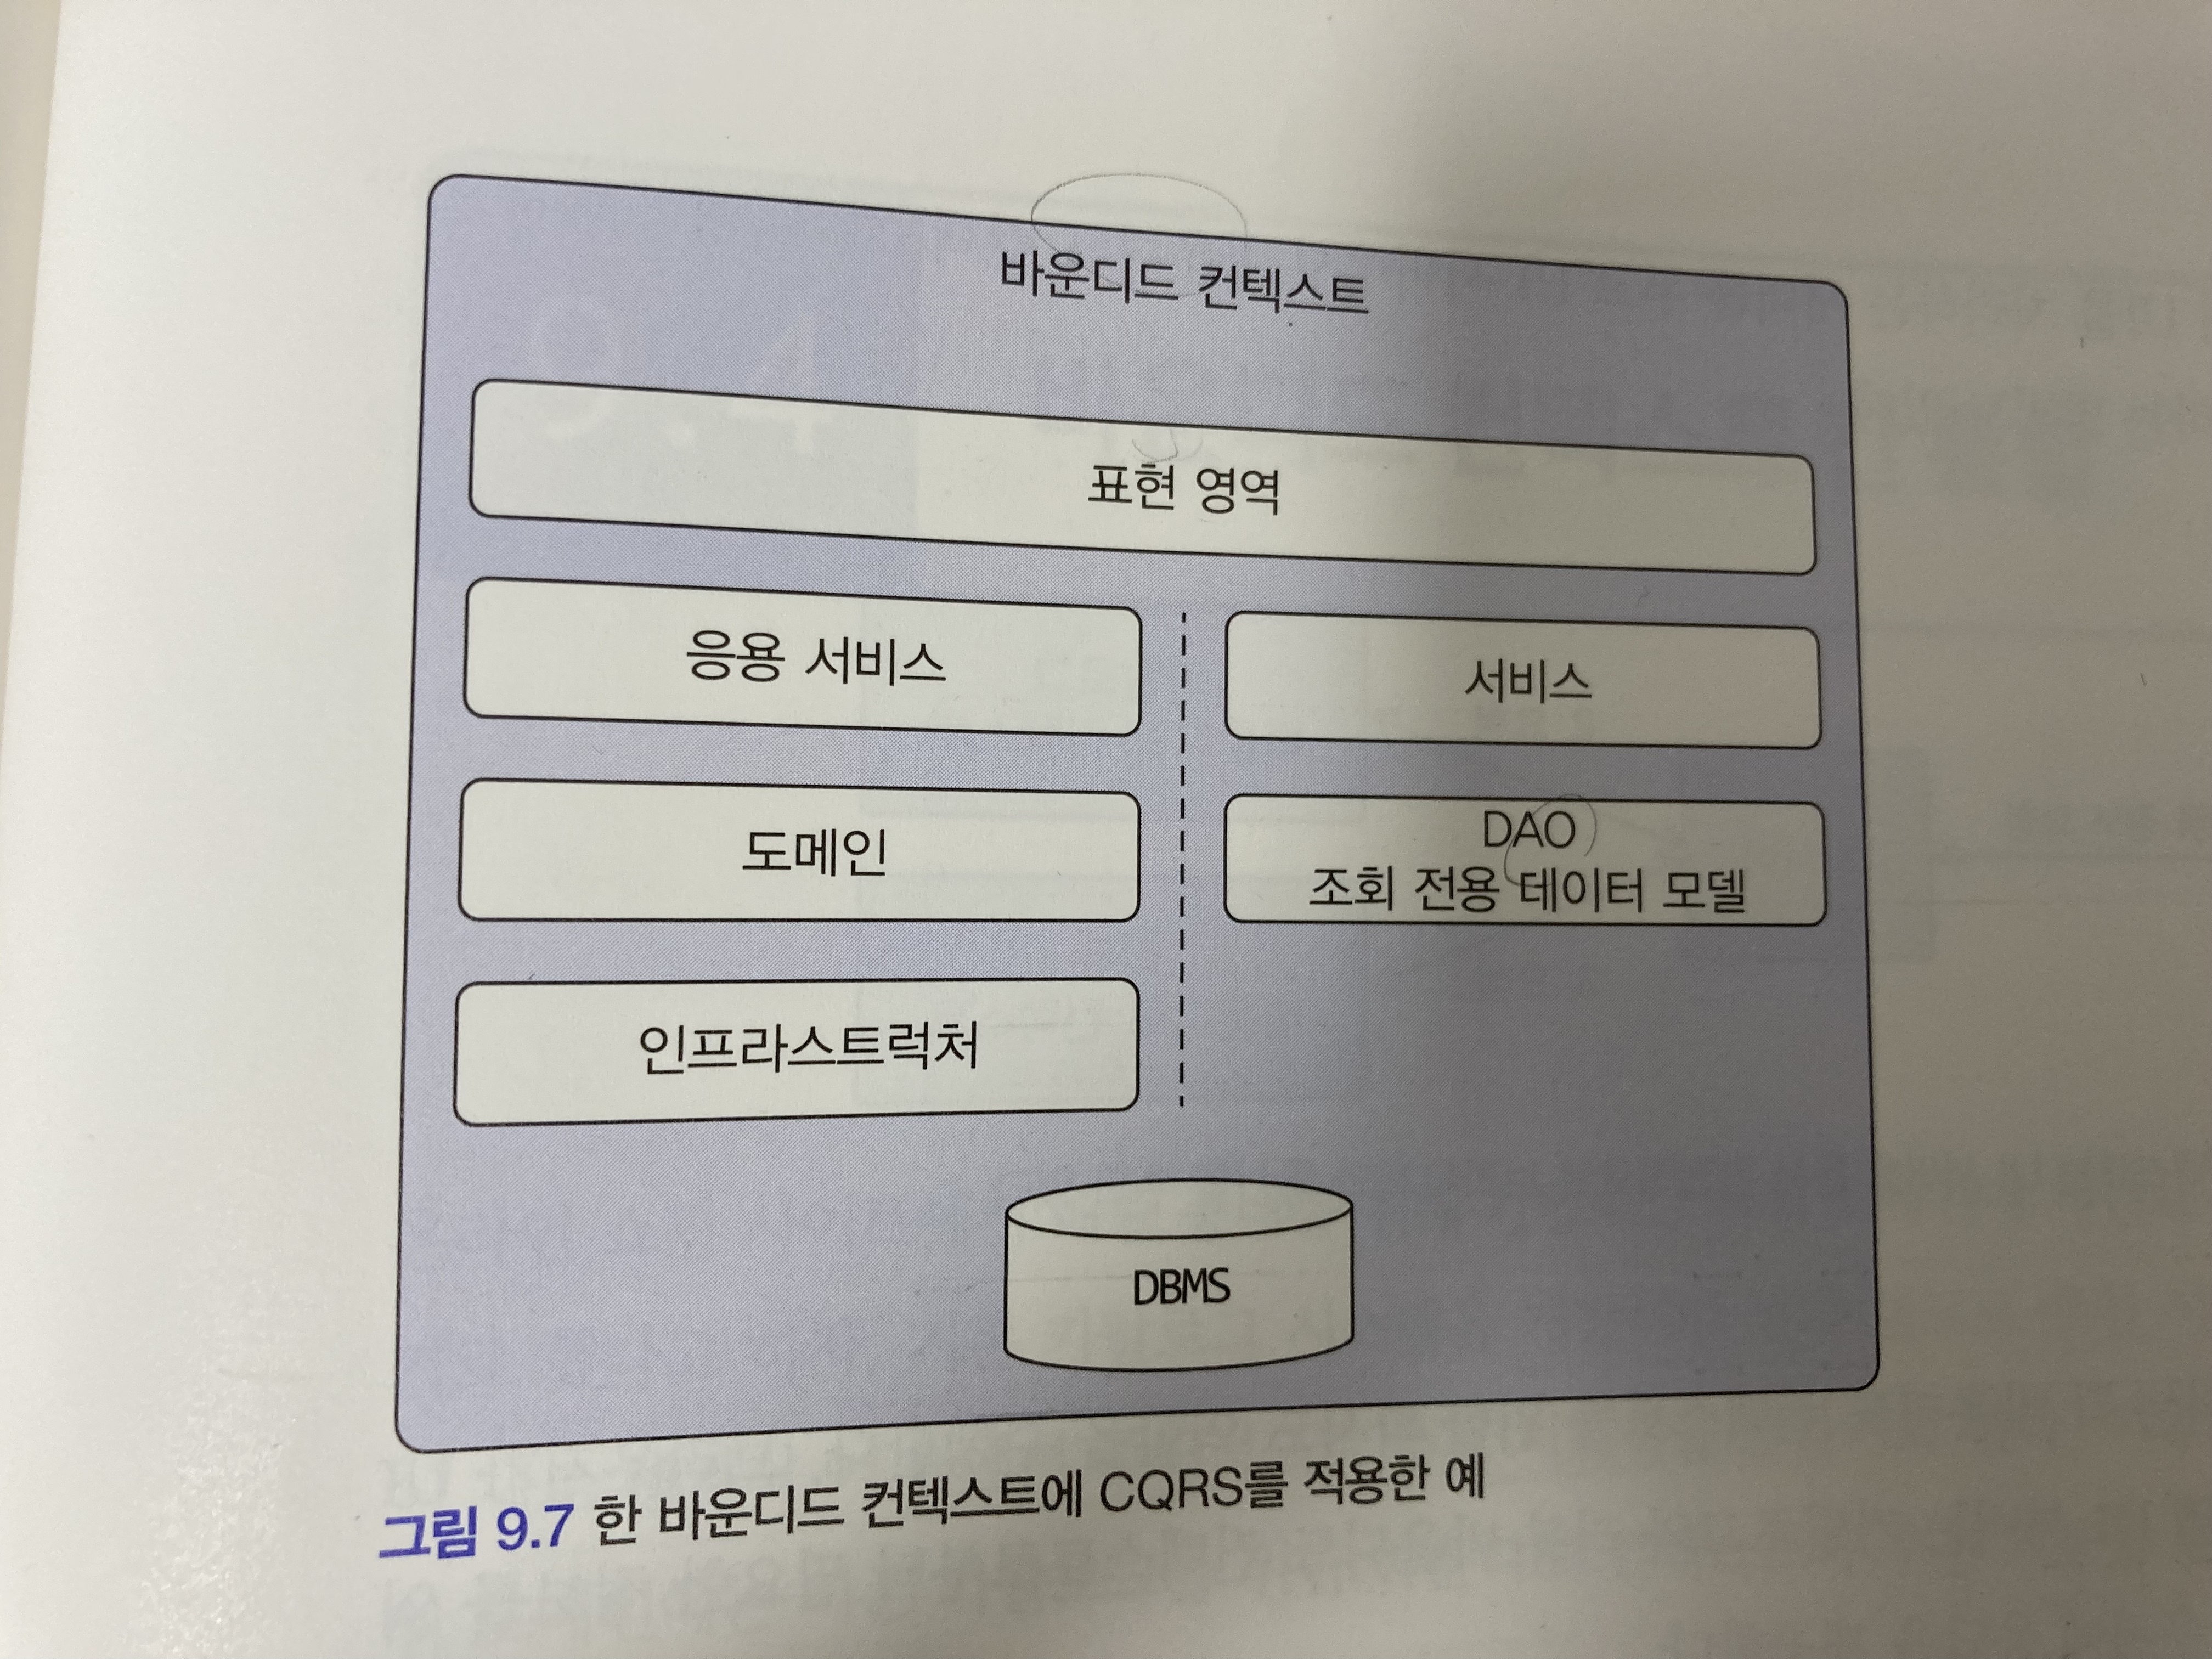 바운디드 컨텍스트
표현 영역
응용 서비스
서비스
도메인
DAO
조회 전용 데이터 모델
인프라스트럭처
DBMS
그림 9.7 한 바운디드 컨텍스트에 CQRS를 적용한 예